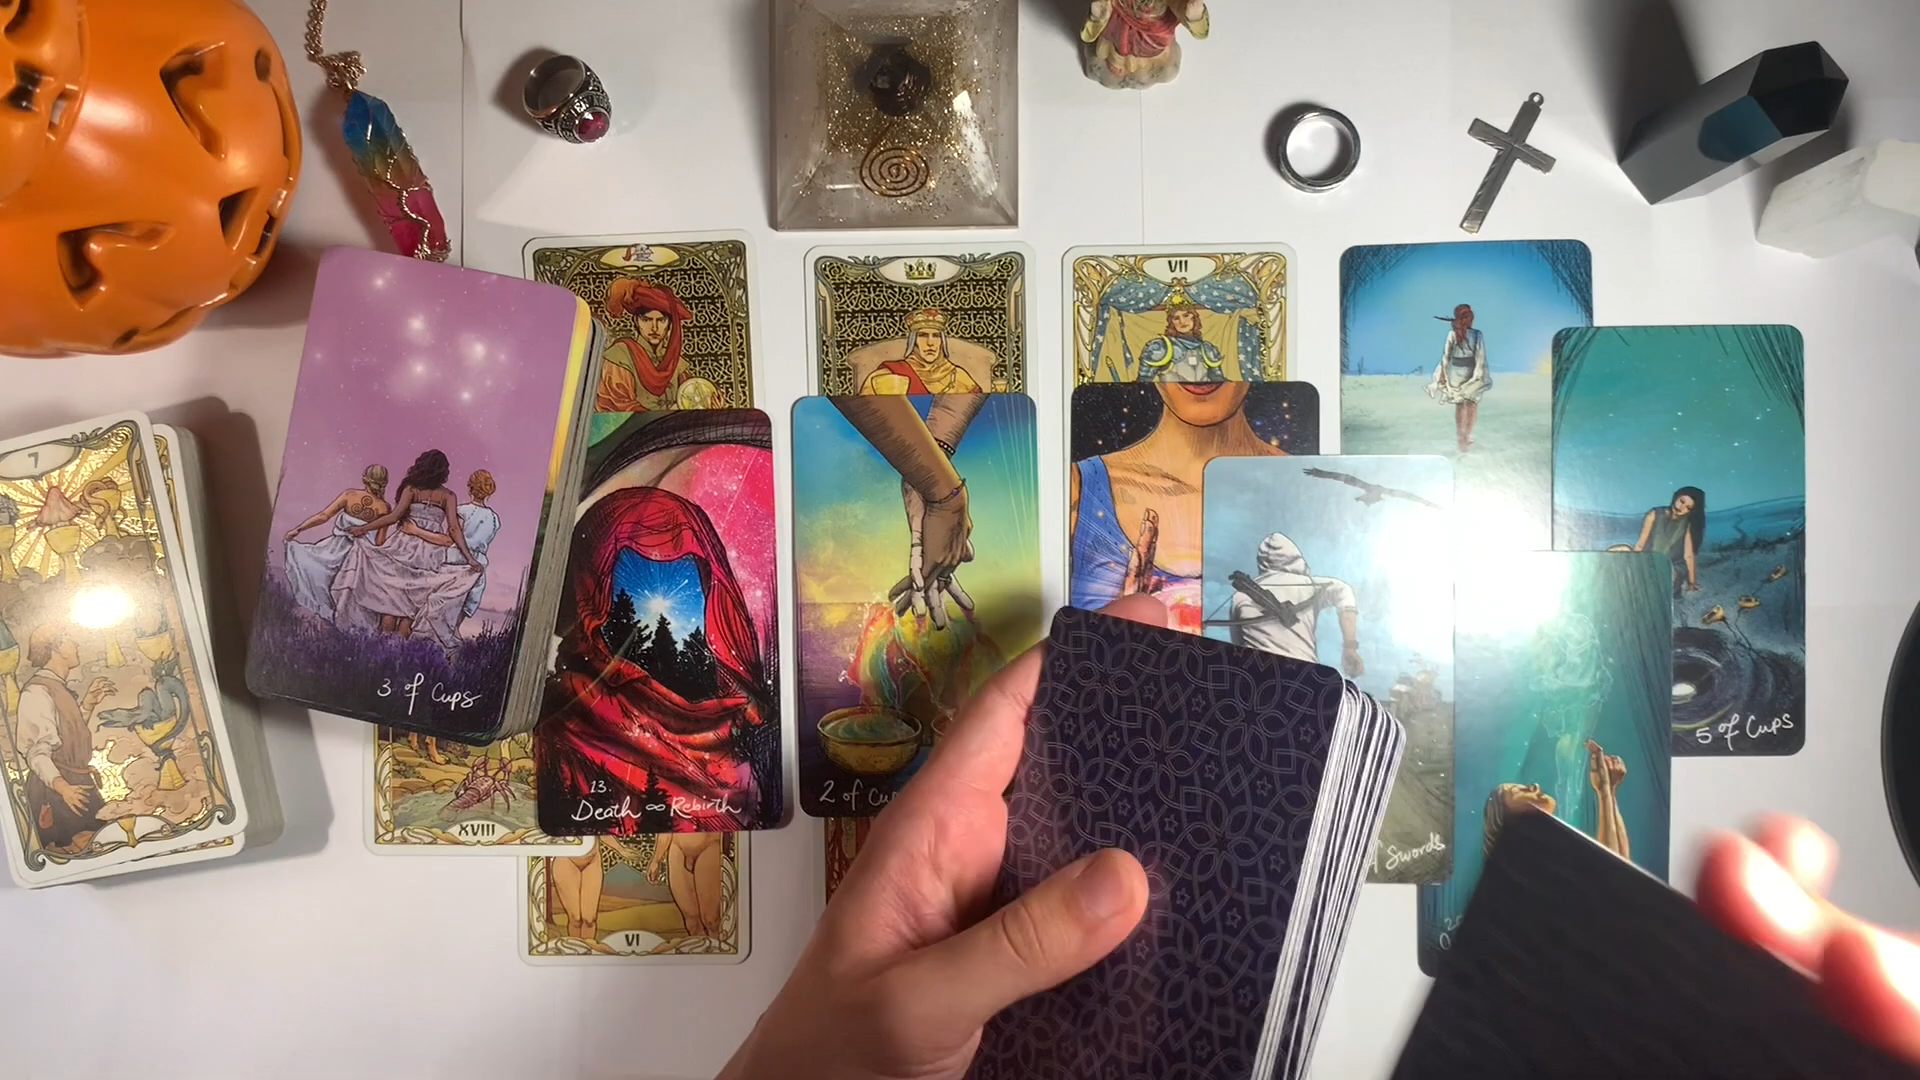 VII
7
3 of Cups
13.
Death ∞ Rebirth
2 of Cu
5 of Cups
f Swords
XVIII
VI